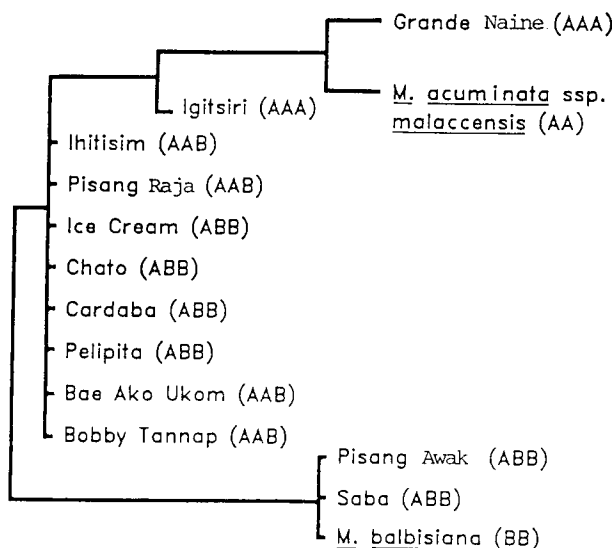 Grande Naine (AAA)
M. acuminata ssp.
malaccensis (AA)
Igitsiri (AAA)
Ihitisim (AAB)
Pisang Raja (AAB)
Ice Cream (ABB)
Chato (ABB)
Cardaba (ABB)
Pelipita (ABB)
Bae Ako Ukom (AAB)
Bobby Tannap (AAB)
Pisang Awak (ABB)
Saba (ABB)
M. balbisiana (BB)